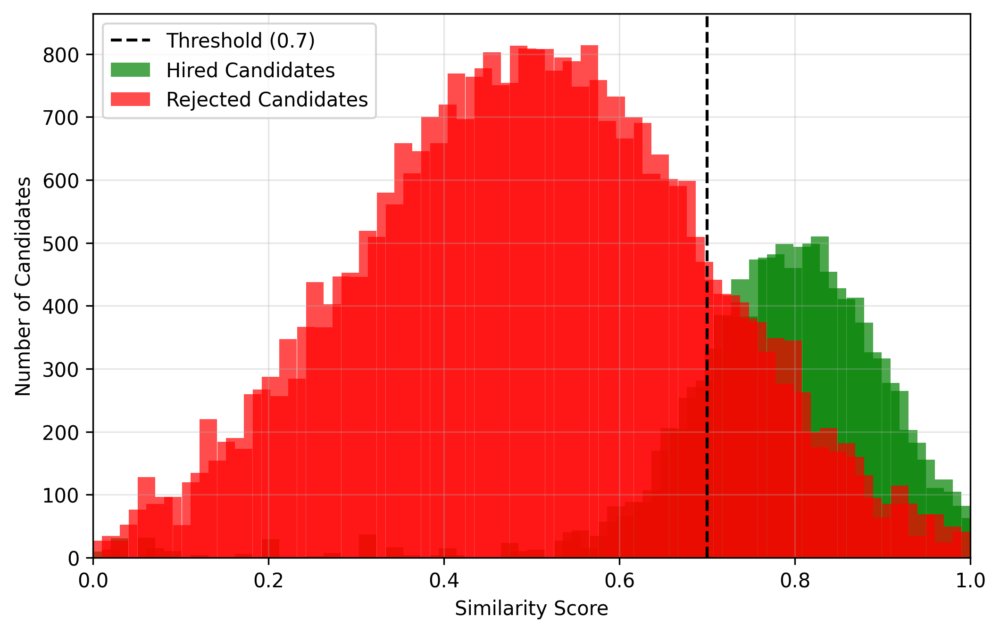 Threshold (0.7)
Hired Candidates
Rejected Candidates
Number of Candidates
800
700
600
500
400
300
200
100
0
0.0 0.2 0.4 0.6 0.8 1.0
Similarity Score